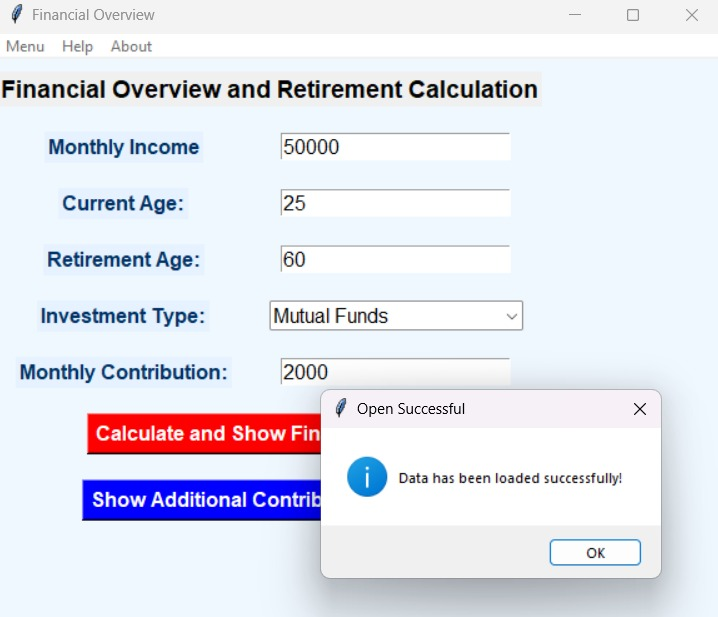 Financial Overview
Menu Help About
Financial Overview and Retirement Calculation
Monthly Income 50000
Current Age: 25
Retirement Age: 60
Investment Type: Mutual Funds
Monthly Contribution: 2000
Open Successful
Calculate and Show Fin
Data has been loaded successfully!
Show Additional Contrib
OK